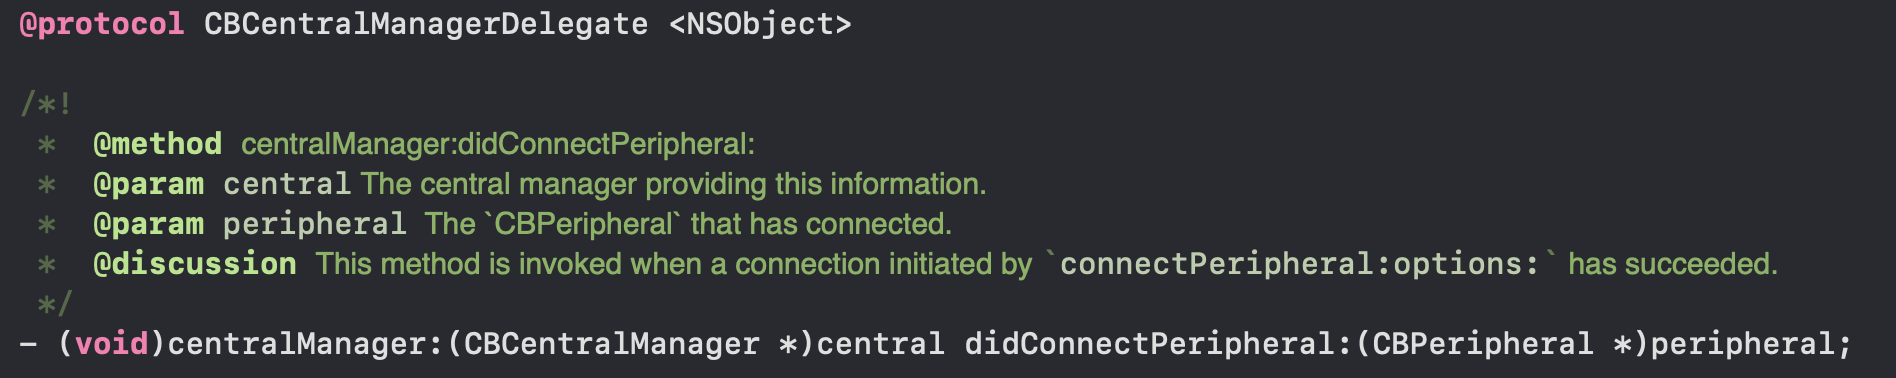 @protocol CBCentralManagerDelegate <NSObject>
/*!
 *  @method centralManager:didConnectPeripheral:
 *  @param central The central manager providing this information.
 *  @param peripheral The `CBPeripheral` that has connected.
 *  @discussion This method is invoked when a connection initiated by `connectPeripheral:options:` has succeeded.
 */
- (void)centralManager:(CBCentralManager *)central didConnectPeripheral:(CBPeripheral *)peripheral;